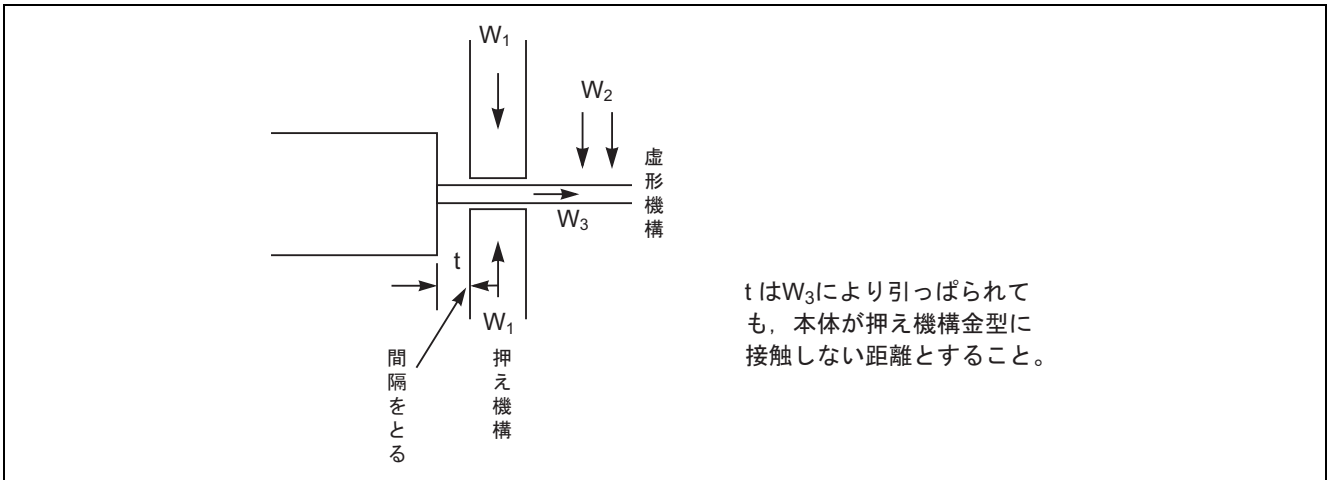 W₁
W₂
虚形機構
W₃
t
W₁
間隔をとる
押え機構
t はW₃により引っぱられて
も，本体が押え機構金型に
接触しない距離とすること。